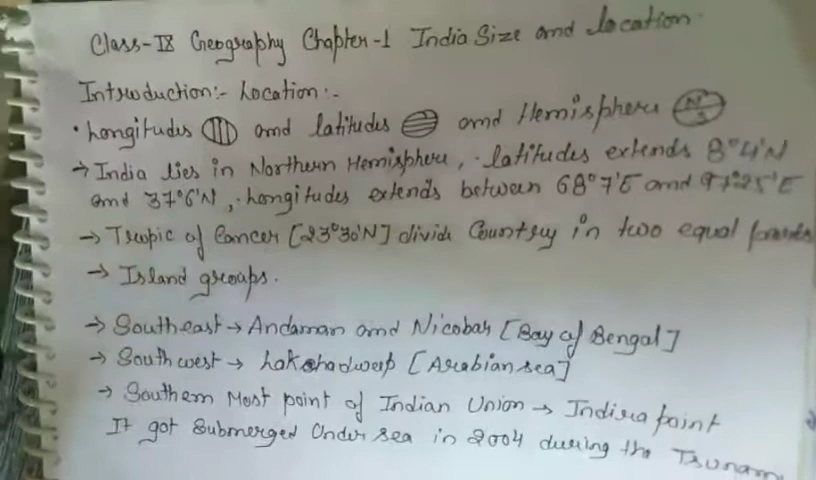 Class-IX Geography Chapter-1 India Size and location.
Introduction:- Location:-
• Longitudes and latitudes and Hemisphere N S
→ India lies in Northern Hemisphere, • latitudes extends 8°4'N
and 37°6'N, • longitudes extends between 68°7'E and 97°25'E
→ Tropic of Cancer [23°30'N] divide Country in two equal parts
→ Island groups.
→ Southeast → Andaman and Nicobar [Bay of Bengal]
→ South west → Lakshadweep [Arabian sea]
→ Southern Most point of Indian Union → Indira point
It got Submerged Under sea in 2004 during the Tsunami